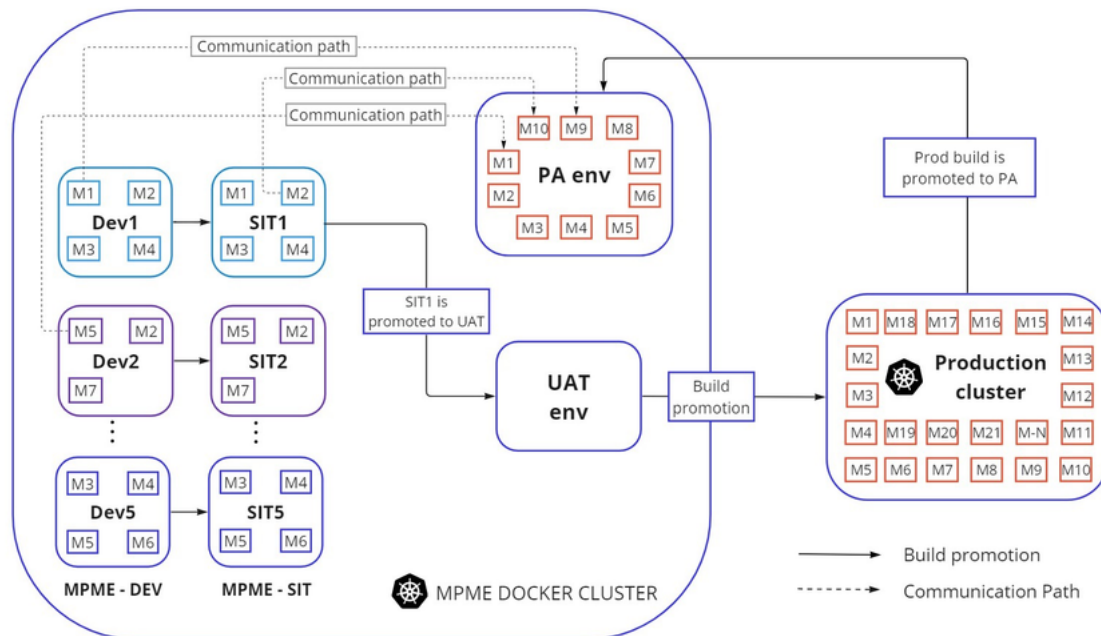 Communication path
Communication path
Communication path
M10 M9 M8
M1 M7
PA env
M2 M6
M3 M4 M5
Prod build is
promoted to PA
M1 M2
Dev1
M3 M4
M1 M2
SIT1
M3 M4
SIT1 is
promoted to UAT
M5 M2
Dev2
M7
M5 M2
SIT2
M7
UAT
env
Build
promotion
M1 M18 M17 M16 M15 M14
M2 M13
Production
cluster
M3 M12
M4 M19 M20 M21 M-N M11
M5 M6 M7 M8 M9 M10
M3 M4
Dev5
M5 M6
M3 M4
SIT5
M5 M6
MPME - DEV
MPME - SIT
MPME DOCKER CLUSTER
Build promotion
Communication Path